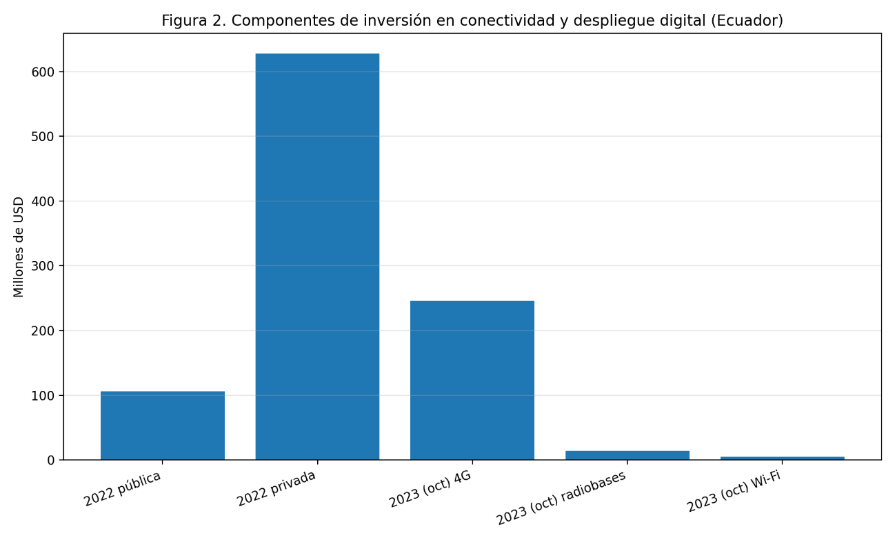 Figura 2. Componentes de inversión en conectividad y despliegue digital (Ecuador)
Millones de USD
600
500
400
300
200
100
0
2022 pública
2022 privada
2023 (oct) 4G
2023 (oct) radiobases
2023 (oct) Wi-Fi